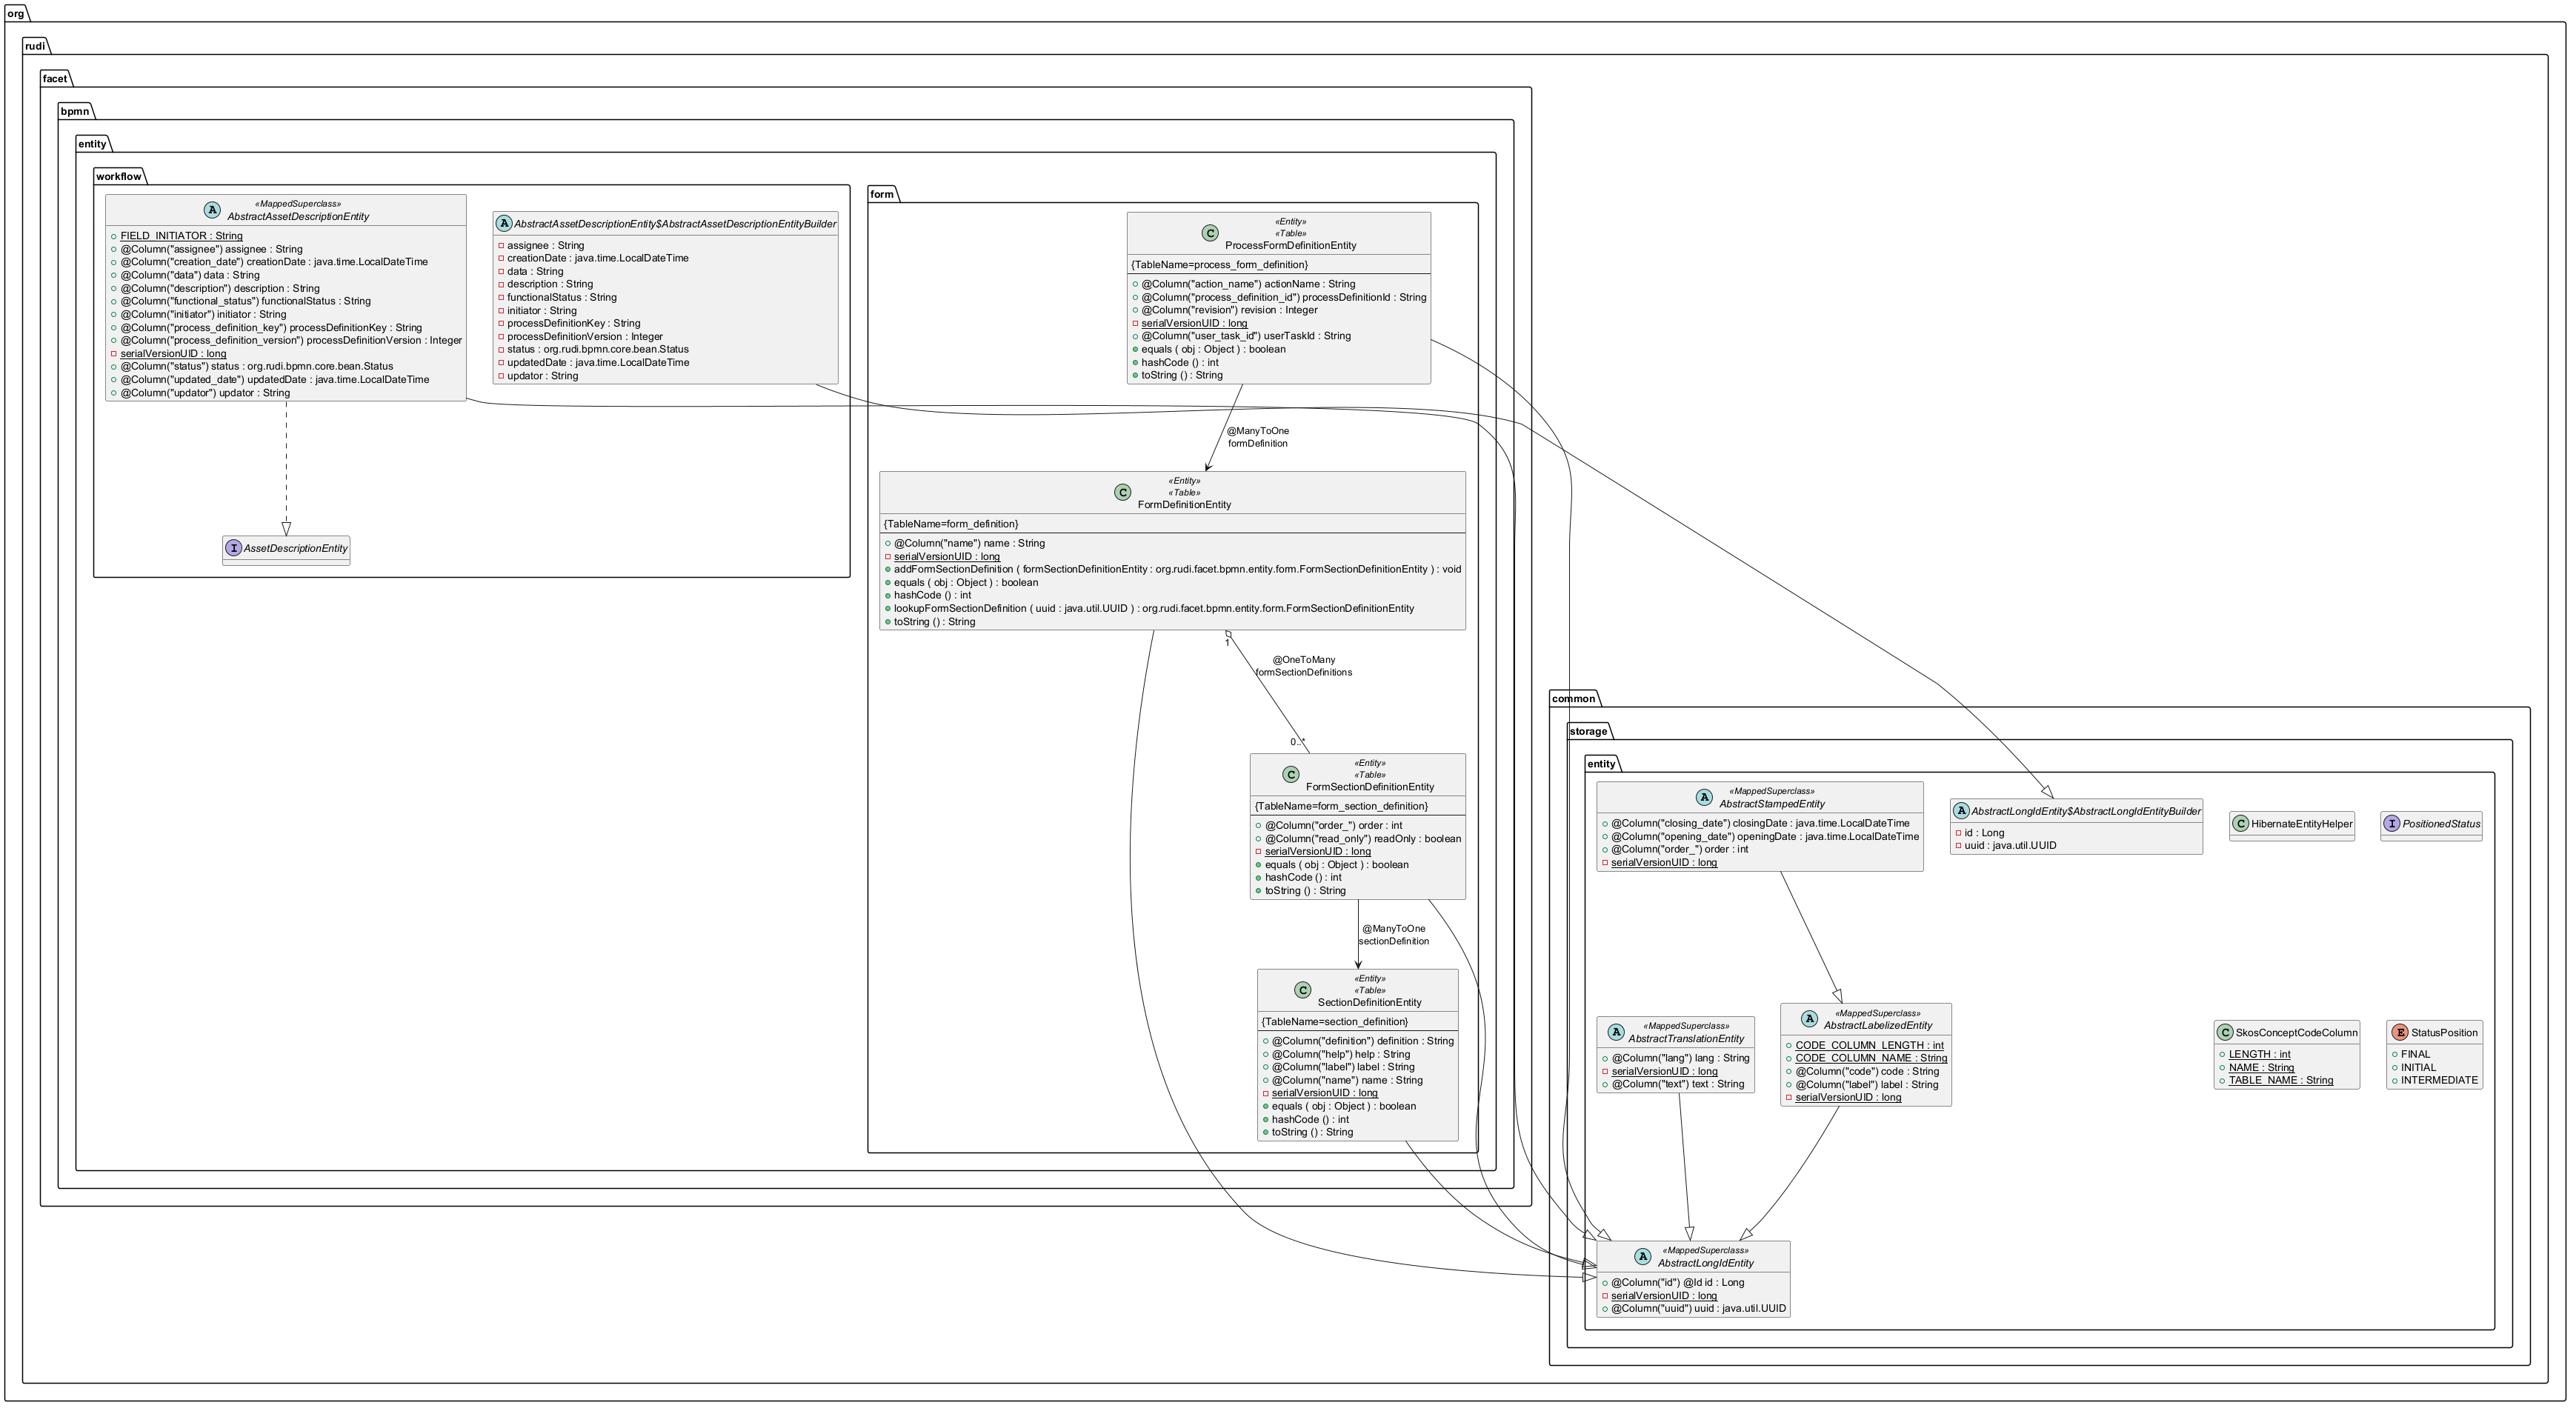 org
rudi
facet
bpmn
entity
workflow
«MappedSuperclass»
AbstractAssetDescriptionEntity
FIELD_INITIATOR : String
@Column("assignee") assignee : String
@Column("creation_date") creationDate : java.time.LocalDateTime
@Column("data") data : String
@Column("description") description : String
@Column("functional_status") functionalStatus : String
@Column("initiator") initiator : String
@Column("process_definition_key") processDefinitionKey : String
@Column("process_definition_version") processDefinitionVersion : Integer
serialVersionUID : long
@Column("status") status : org.rudi.bpmn.core.bean.Status
@Column("updated_date") updatedDate : java.time.LocalDateTime
@Column("updator") updator : String
AbstractAssetDescriptionEntity$AbstractAssetDescriptionEntityBuilder
assignee : String
creationDate : java.time.LocalDateTime
data : String
description : String
functionalStatus : String
initiator : String
processDefinitionKey : String
processDefinitionVersion : Integer
status : org.rudi.bpmn.core.bean.Status
updatedDate : java.time.LocalDateTime
updator : String
AssetDescriptionEntity
form
«Entity»
«Table»
ProcessFormDefinitionEntity
{TableName=process_form_definition}
@Column("action_name") actionName : String
@Column("process_definition_id") processDefinitionId : String
@Column("revision") revision : Integer
serialVersionUID : long
@Column("user_task_id") userTaskId : String
equals ( obj : Object ) : boolean
hashCode () : int
toString () : String
@ManyToOne
formDefinition
«Entity»
«Table»
FormDefinitionEntity
{TableName=form_definition}
@Column("name") name : String
serialVersionUID : long
addFormSectionDefinition ( formSectionDefinitionEntity : org.rudi.facet.bpmn.entity.form.FormSectionDefinitionEntity ) : void
equals ( obj : Object ) : boolean
hashCode () : int
lookupFormSectionDefinition ( uuid : java.util.UUID ) : org.rudi.facet.bpmn.entity.form.FormSectionDefinitionEntity
toString () : String
1
@OneToMany
formSectionDefinitions
0..*
«Entity»
«Table»
FormSectionDefinitionEntity
{TableName=form_section_definition}
@Column("order_") order : int
@Column("read_only") readOnly : boolean
serialVersionUID : long
equals ( obj : Object ) : boolean
hashCode () : int
toString () : String
@ManyToOne
sectionDefinition
«Entity»
«Table»
SectionDefinitionEntity
{TableName=section_definition}
@Column("definition") definition : String
@Column("help") help : String
@Column("label") label : String
@Column("name") name : String
serialVersionUID : long
equals ( obj : Object ) : boolean
hashCode () : int
toString () : String
common
storage
entity
«MappedSuperclass»
AbstractStampedEntity
@Column("closing_date") closingDate : java.time.LocalDateTime
@Column("opening_date") openingDate : java.time.LocalDateTime
@Column("order_") order : int
serialVersionUID : long
AbstractLongIdEntity$AbstractLongIdEntityBuilder
id : Long
uuid : java.util.UUID
HibernateEntityHelper
PositionedStatus
«MappedSuperclass»
AbstractTranslationEntity
@Column("lang") lang : String
serialVersionUID : long
@Column("text") text : String
«MappedSuperclass»
AbstractLabelizedEntity
CODE_COLUMN_LENGTH : int
CODE_COLUMN_NAME : String
@Column("code") code : String
@Column("label") label : String
serialVersionUID : long
SkosConceptCodeColumn
LENGTH : int
NAME : String
TABLE_NAME : String
StatusPosition
FINAL
INITIAL
INTERMEDIATE
«MappedSuperclass»
AbstractLongIdEntity
@Column("id") @Id id : Long
serialVersionUID : long
@Column("uuid") uuid : java.util.UUID